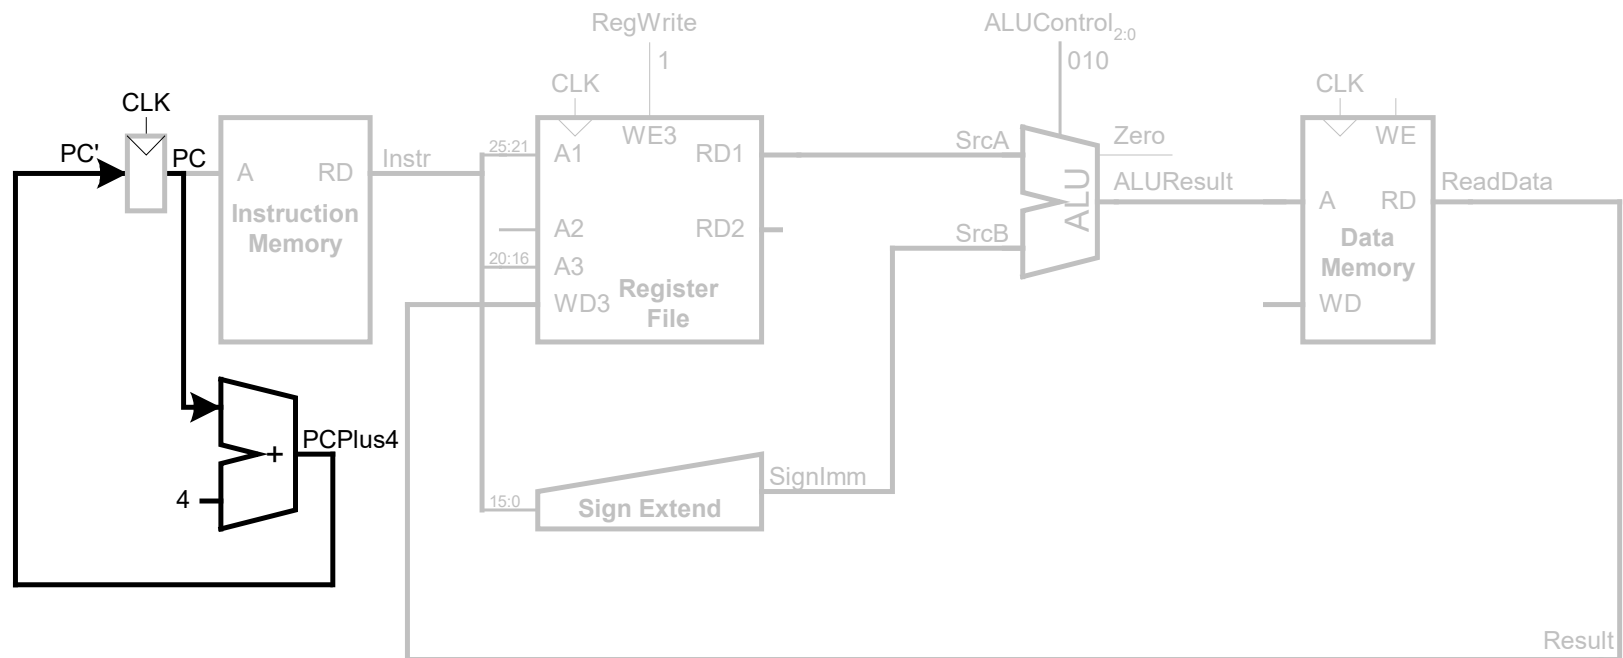 RegWrite
ALUControl2:0
1
010
CLK
CLK
CLK
PC'
PC
A
RD
Instruction
Memory
Instr
25:21
A1
WE3
RD1
A2
RD2
20:16
A3
WD3
Register
File
SrcA
SrcB
ALU
Zero
ALUResult
WE
A
RD
Data
Memory
WD
ReadData
PCPlus4
+
4
15:0
Sign Extend
SignImm
Result